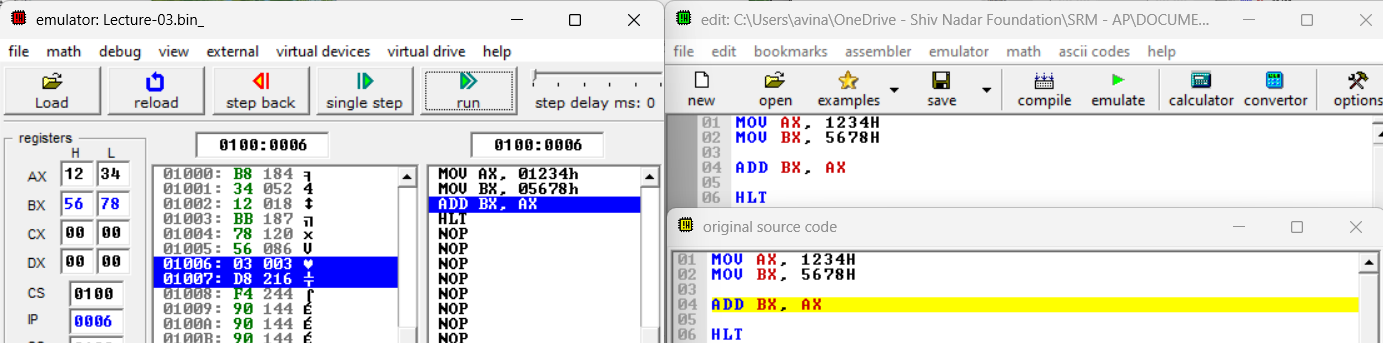 emulator: Lecture-03.bin_
file math debug view external virtual devices virtual drive help
Load reload step back single step run step delay ms: 0
registers
H L
AX 12 34
BX 56 78
CX 00 00
DX 00 00
CS 0100
IP 0006
0100:0006
01000: B8 184 ╕
01001: 34 052 4
01002: 12 018 ↕
01003: BB 187 ╗
01004: 78 120 x
01005: 56 086 V
01006: 03 003 ♥
01007: D8 216 ╪
01008: F4 244 ⌠
01009: 90 144 É
0100A: 90 144 É
0100B: 90 144 É
0100:0006
MOV AX, 01234h
MOV BX, 05678h
ADD BX, AX
HLT
NOP
NOP
NOP
NOP
NOP
NOP
NOP
NOP
edit: C:\Users\avina\OneDrive - Shiv Nadar Foundation\SRM - AP\DOCUME...
file edit bookmarks assembler emulator math ascii codes help
new open examples save compile emulate calculator convertor options
01 MOV AX, 1234H
02 MOV BX, 5678H
03
04 ADD BX, AX
05
06 HLT
original source code
01 MOV AX, 1234H
02 MOV BX, 5678H
03
04 ADD BX, AX
05
06 HLT